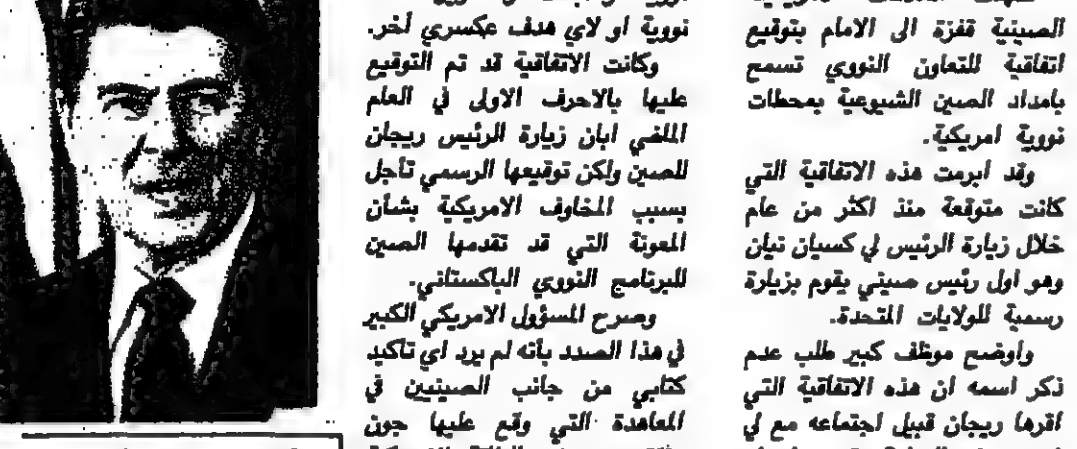 الصينية قفزة الى الامام بتوقيع
اتفاقية للتعاون النووي تسمح
بامداد الصين الشيوعية بمحطات
نووية امريكية.
وقد ابرمت هذه الاتفاقية التي
كانت متوقعة منذ اكثر من عام
خلال زيارة الرئيس لي كسيان نيان
وهو اول رئيس صيني يقوم بزيارة
رسمية للولايات المتحدة.
واوضح موظف كبير طلب عدم
ذكر اسمه ان هذه الاتفاقية التي
اقرها ريجان قبيل اجتماعه مع لي
نووية او لاي هدف عكسري لخر.
وكانت الاتفاقية قد تم التوقيع
عليها بالاحرف الاولى في العام
الماضي ابان زيارة الرئيس ريجان
للصين ولكن توقيعها الرسمي تأجل
بسبب المخاوف الامريكية بشأن
المعونة التي قد تقدمها الصين
للبرنامج النووي الباكستاني.
وصرح المسؤول الامريكي الكبير
في هذا الصدد بأنه لم يرد اي تاكيد
كتابي من جانب الصينيين في
المعاهدة التي وقع عليها جون